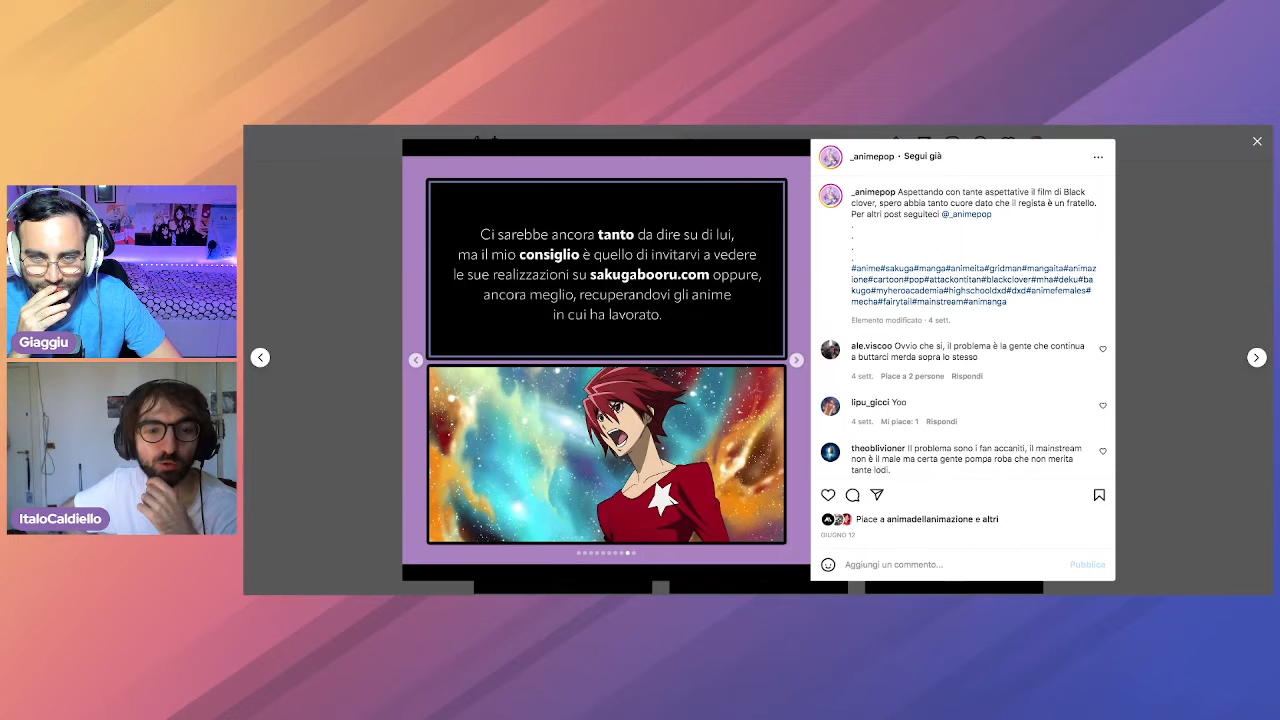 Giaggiu
ItaloCaldiello
Ci sarebbe ancora tanto da dire su di lui,
ma il mio consiglio è quello di invitarvi a vedere
le sue realizzazioni su sakugabooru.com oppure,
ancora meglio, recuperandovi gli anime
in cui ha lavorato.
_animepop • Segui già
_animepop Aspettando con tante aspettative il film di Black
clover, spero abbia tanto cuore dato che il regista è un fratello.
Per altri post seguiteci @_animepop
.
.
.
.
#anime#sakuga#manga#animeita#gridman#mangaita#animaz
ione#cartoon#pop#attackontitan#blackclover#mha#deku#ba
kugo#myheroacademia#highschooldxd#dxd#animefemales#
mecha#fairytail#mainstream#animanga
Elemento modificato · 4 sett.
ale.viscoo Ovvio che si, il problema è la gente che continua
a buttarci merda sopra lo stesso
4 sett. Piace a 2 persone Rispondi
lipu_gicci Yoo
4 sett. Mi piace: 1 Rispondi
theoblivioner Il problema sono i fan accaniti, il mainstream
non è il male ma certa gente pompa roba che non merita
tante lodi.
Piace a animadellanimazione e altri
GIUGNO 12
Aggiungi un commento...
Pubblica